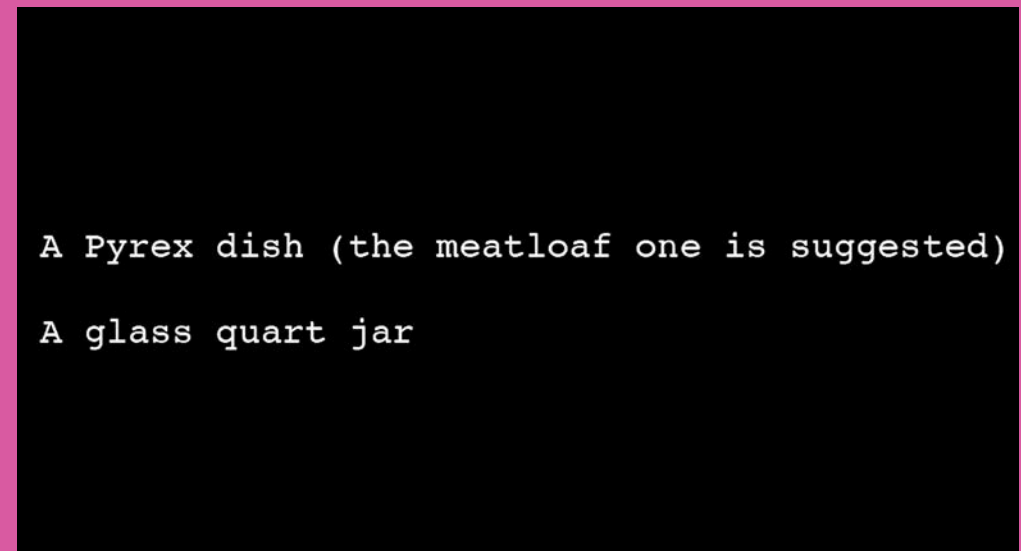 A Pyrex dish (the meatloaf one is suggested)
A glass quart jar